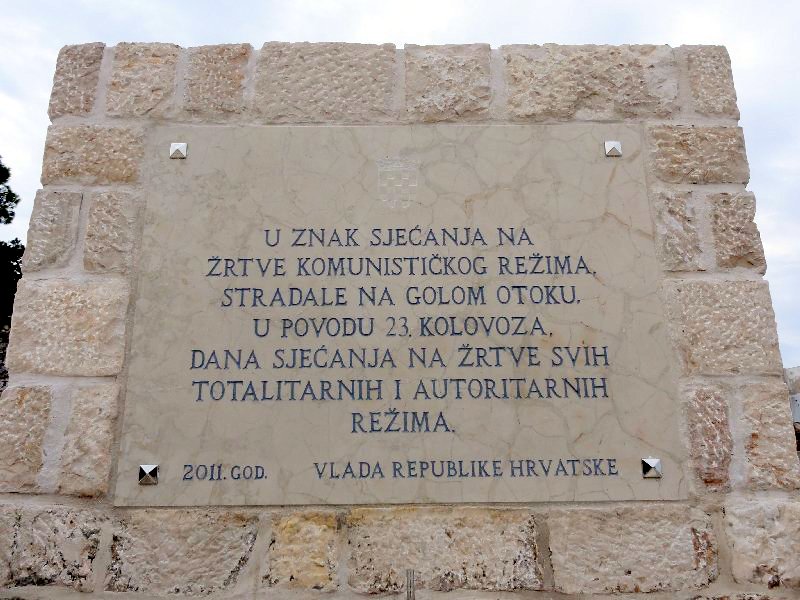 U ZNAK SJEĆANJA NA
ŽRTVE KOMUNISTIČKOG REŽIMA,
STRADALE NA GOLOM OTOKU,
U POVODU 23. KOLOVOZA,
DANA SJEĆANJA NA ŽRTVE SVIH
TOTALITARNIH I AUTORITARNIH
REŽIMA.
2011. GOD. VLADA REPUBLIKE HRVATSKE